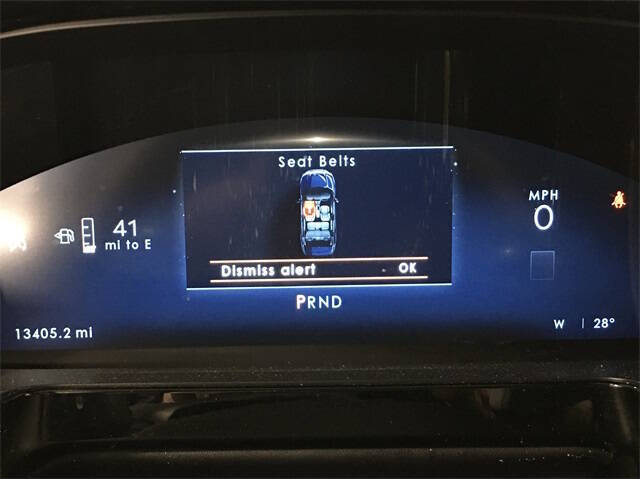 Seat Belts
41
mi to E
MPH
0
Dismiss alert OK
PRND
13405.2 mi
W 28°